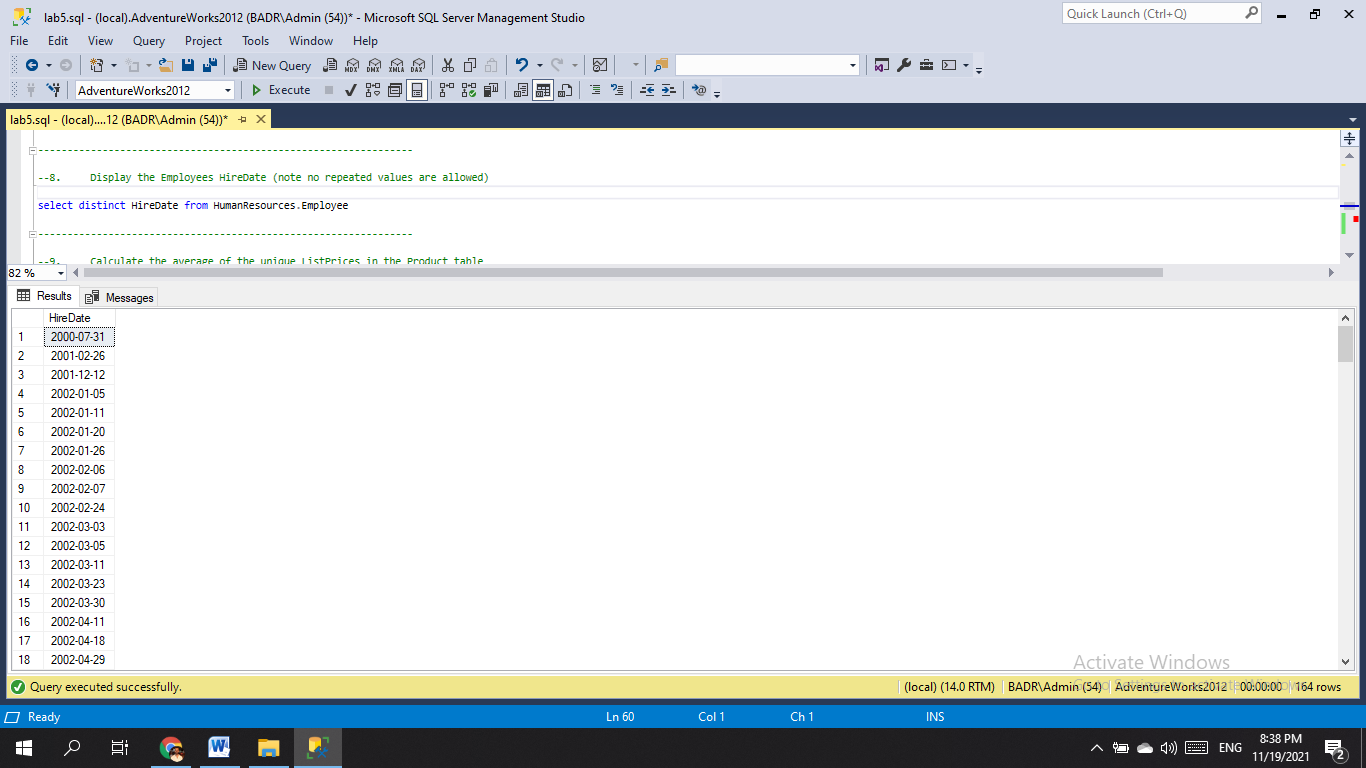 lab5.sql - (local).AdventureWorks2012 (BADR\Admin (54))* - Microsoft SQL Server Management Studio
Quick Launch (Ctrl+Q)
File Edit View Query Project Tools Window Help
New Query MDX DMX XMLA DAX
AdventureWorks2012 Execute
lab5.sql - (local)....12 (BADR\Admin (54))*
----------------------------------------------------------------
--8. Display the Employees HireDate (note no repeated values are allowed)
select distinct HireDate from HumanResources.Employee
----------------------------------------------------------------
--9. Calculate the average of the unique ListPrices in the Product table
82 %
Results Messages
HireDate
1 2000-07-31
2 2001-02-26
3 2001-12-12
4 2002-01-05
5 2002-01-11
6 2002-01-20
7 2002-01-26
8 2002-02-06
9 2002-02-07
10 2002-02-24
11 2002-03-03
12 2002-03-05
13 2002-03-11
14 2002-03-23
15 2002-03-30
16 2002-04-11
17 2002-04-18
18 2002-04-29
Activate Windows
Go to Settings to activate Windows.
Query executed successfully. (local) (14.0 RTM) BADR\Admin (54) AdventureWorks2012 00:00:00 164 rows
Ready Ln 60 Col 1 Ch 1 INS
ENG 8:38 PM
11/19/2021 2